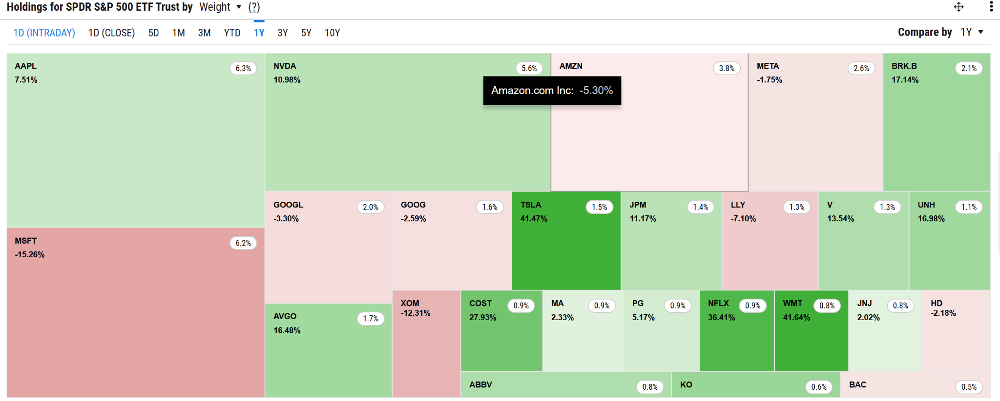 Holdings for SPDR S&P 500 ETF Trust by Weight (?)
1D (INTRADAY) 1D (CLOSE) 5D 1M 3M YTD 1Y 3Y 5Y 10Y Compare by 1Y
AAPL 6.3%
7.51%
NVDA 5.6%
10.98%
AMZN 3.8%
Amazon.com Inc: -5.30%
META 2.6%
-1.75%
BRK.B 2.1%
17.14%
MSFT 6.2%
-15.26%
GOOGL 2.0%
-3.30%
GOOG 1.6%
-2.59%
TSLA 1.5%
41.47%
JPM 1.4%
11.17%
LLY 1.3%
-7.10%
V 1.3%
13.54%
UNH 1.1%
16.98%
AVGO 1.7%
16.48%
XOM
-12.31%
COST 0.9%
27.93%
MA 0.9%
2.33%
PG 0.9%
5.17%
NFLX 0.9%
36.41%
WMT 0.8%
41.64%
JNJ 0.8%
2.02%
HD
-2.18%
ABBV 0.8%
KO 0.6%
BAC 0.5%